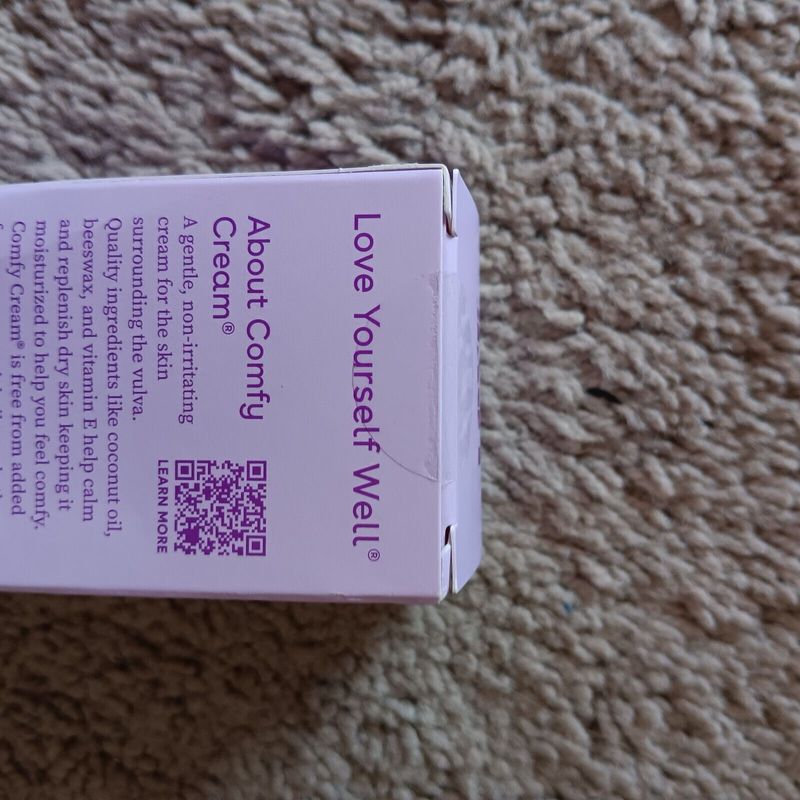 Love Yourself Well®
About Comfy
Cream®
A gentle, non-irritating
cream for the skin
surrounding the vulva.
Quality ingredients like coconut oil,
beeswax, and vitamin E help calm
and replenish dry skin keeping it
moisturized to help you feel comfy.
Comfy Cream® is free from added
LEARN MORE